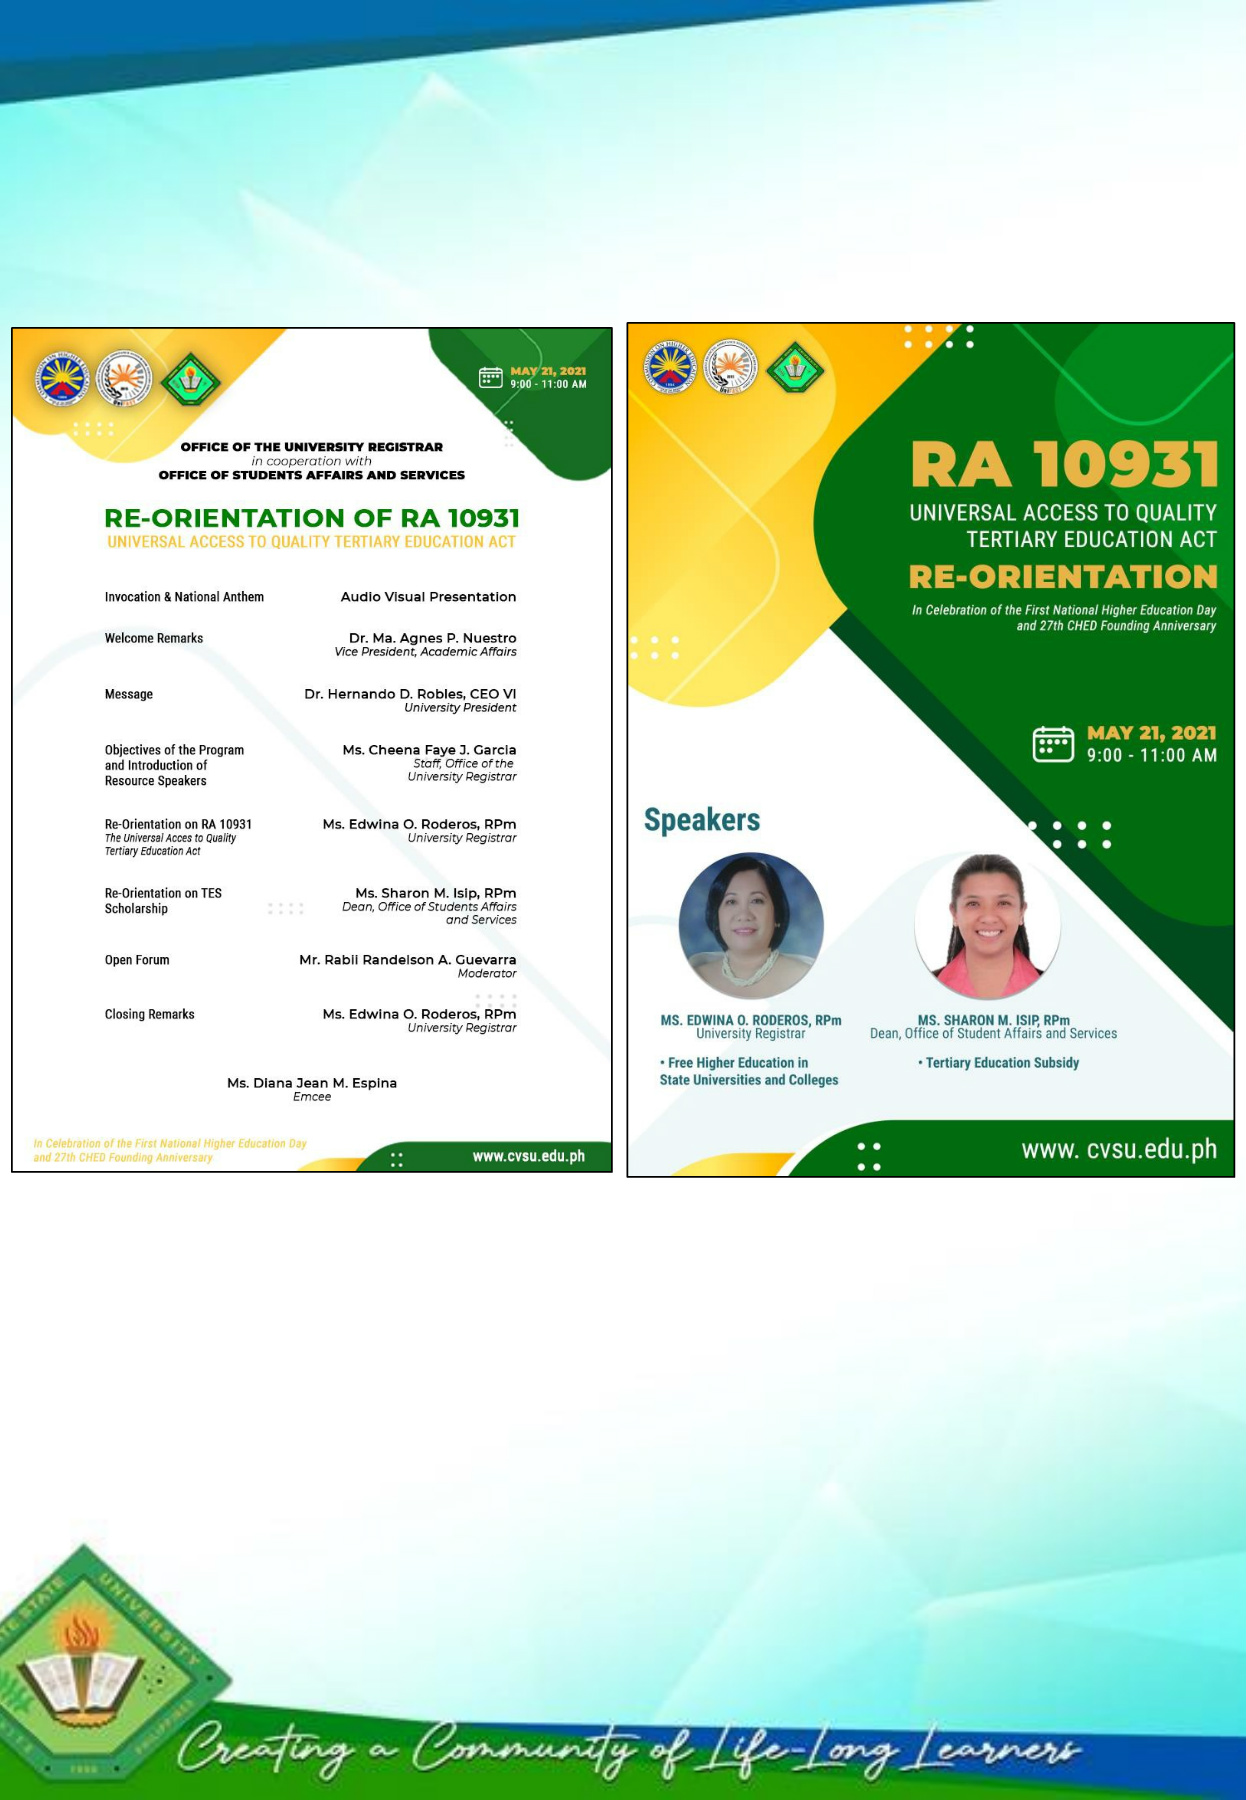 MAY 21, 2021
9:00 - 11:00 AM
OFFICE OF THE UNIVERSITY REGISTRAR
in cooperation with
OFFICE OF STUDENTS AFFAIRS AND SERVICES
RE-ORIENTATION OF RA 10931
UNIVERSAL ACCESS TO QUALITY TERTIARY EDUCATION ACT
Invocation & National Anthem
Audio Visual Presentation
Welcome Remarks
Dr. Ma. Agnes P. Nuestro
Vice President, Academic Affairs
Message
Dr. Hernando D. Robles, CEO VI
University President
Objectives of the Program
and Introduction of
Resource Speakers
Ms. Cheena Faye J. Garcia
Staff, Office of the
University Registrar
Re-Orientation on RA 10931
The Universal Acces to Quality
Tertiary Education Act
Ms. Edwina O. Roderos, RPm
University Registrar
Re-Orientation on TES
Scholarship
Ms. Sharon M. Isip, RPm
Dean, Office of Students Affairs
and Services
Open Forum
Mr. Rabii Randelson A. Guevarra
Moderator
Closing Remarks
Ms. Edwina O. Roderos, RPm
University Registrar
Ms. Diana Jean M. Espina
Emcee
In Celebration of the First National Higher Education Day
and 27th CHED Founding Anniversary
www.cvsu.edu.ph
RA 10931
UNIVERSAL ACCESS TO QUALITY
TERTIARY EDUCATION ACT
RE-ORIENTATION
In Celebration of the First National Higher Education Day
and 27th CHED Founding Anniversary
MAY 21, 2021
9:00 - 11:00 AM
Speakers
MS. EDWINA O. RODEROS, RPm
University Registrar
• Free Higher Education in
State Universities and Colleges
MS. SHARON M. ISIP, RPm
Dean, Office of Student Affairs and Services
• Tertiary Education Subsidy
www. cvsu.edu.ph
STATE UNIVERSITY
PHILIPPINES
1906
Creating a Community of Life-Long Learners